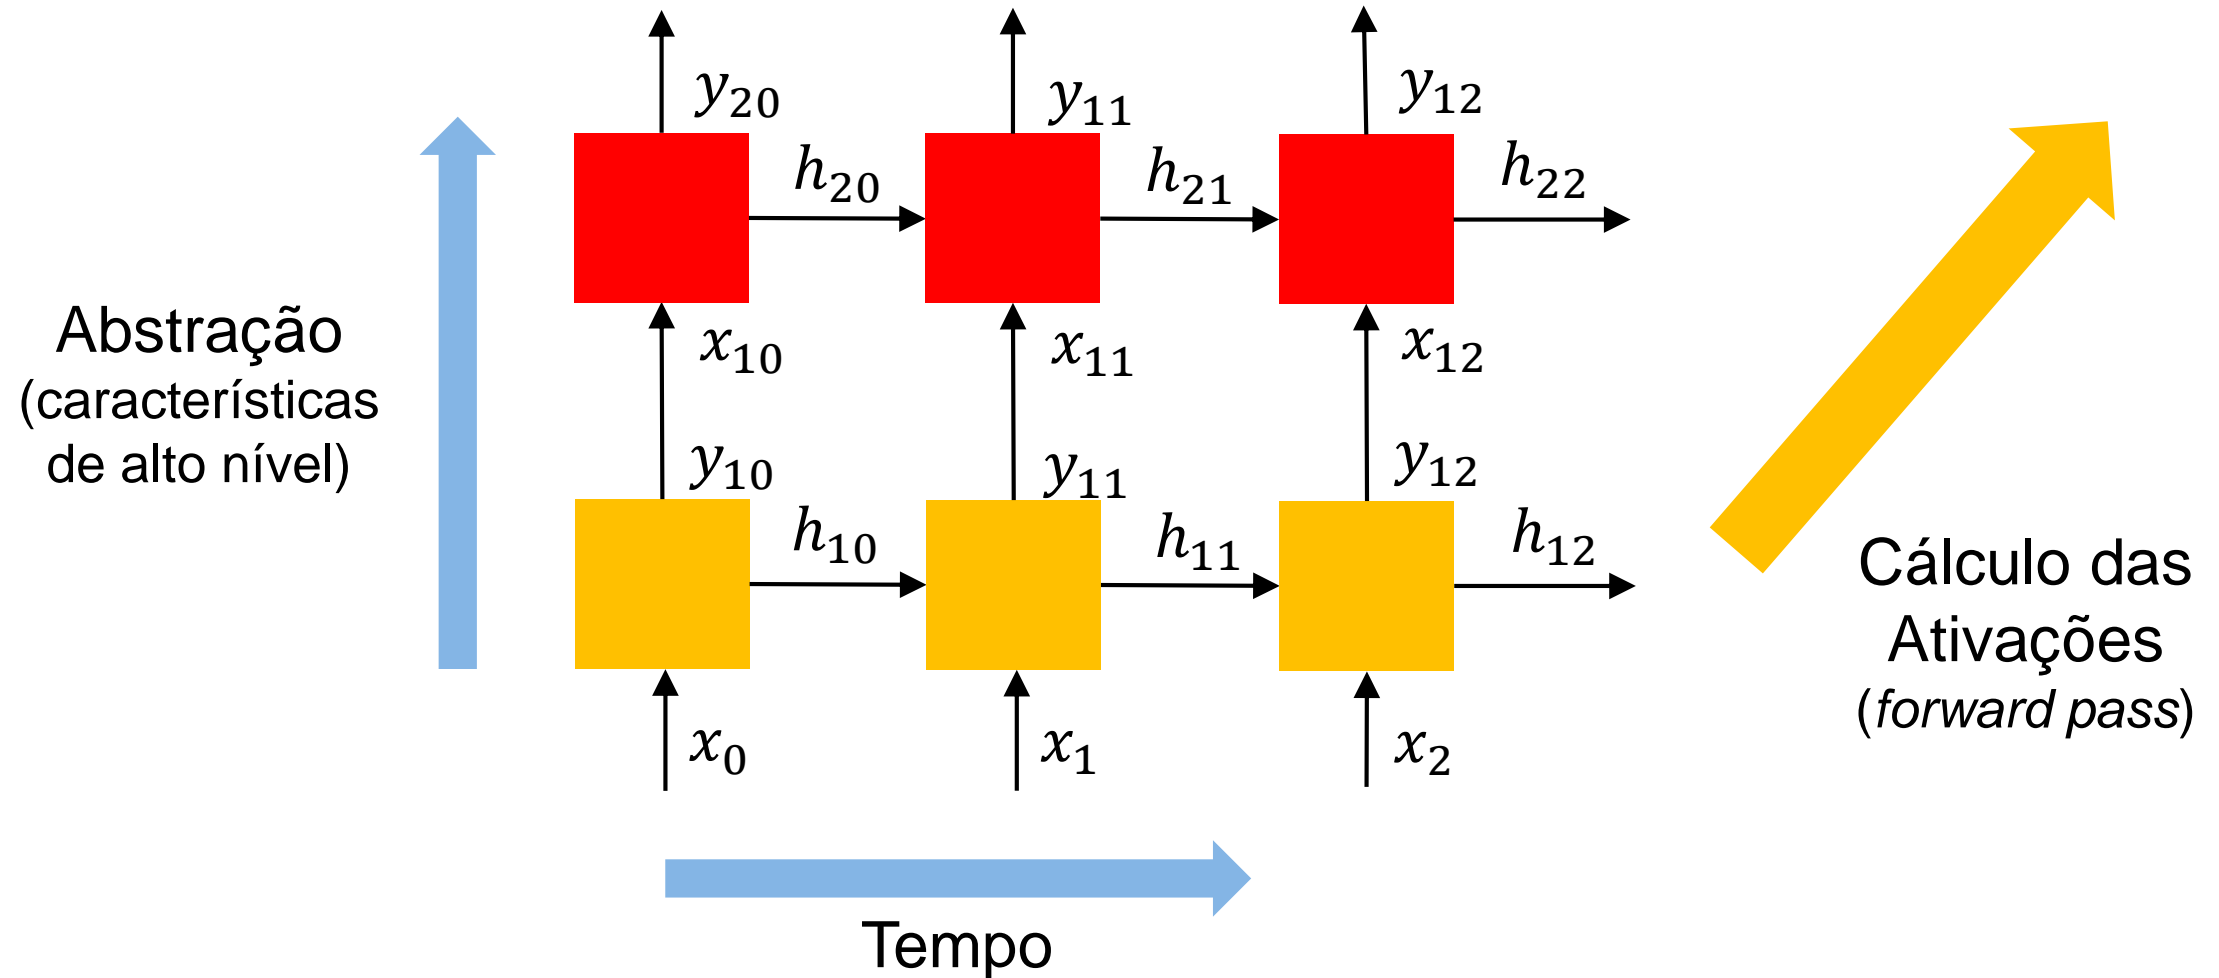 y₂₀ y₁₁ y₁₂
h₂₀ h₂₁ h₂₂
x₁₀ x₁₁ x₁₂
y₁₀ y₁₁ y₁₂
h₁₀ h₁₁ h₁₂
x₀ x₁ x₂
Abstração
(características
de alto nível)
Cálculo das
Ativações
(forward pass)
Tempo